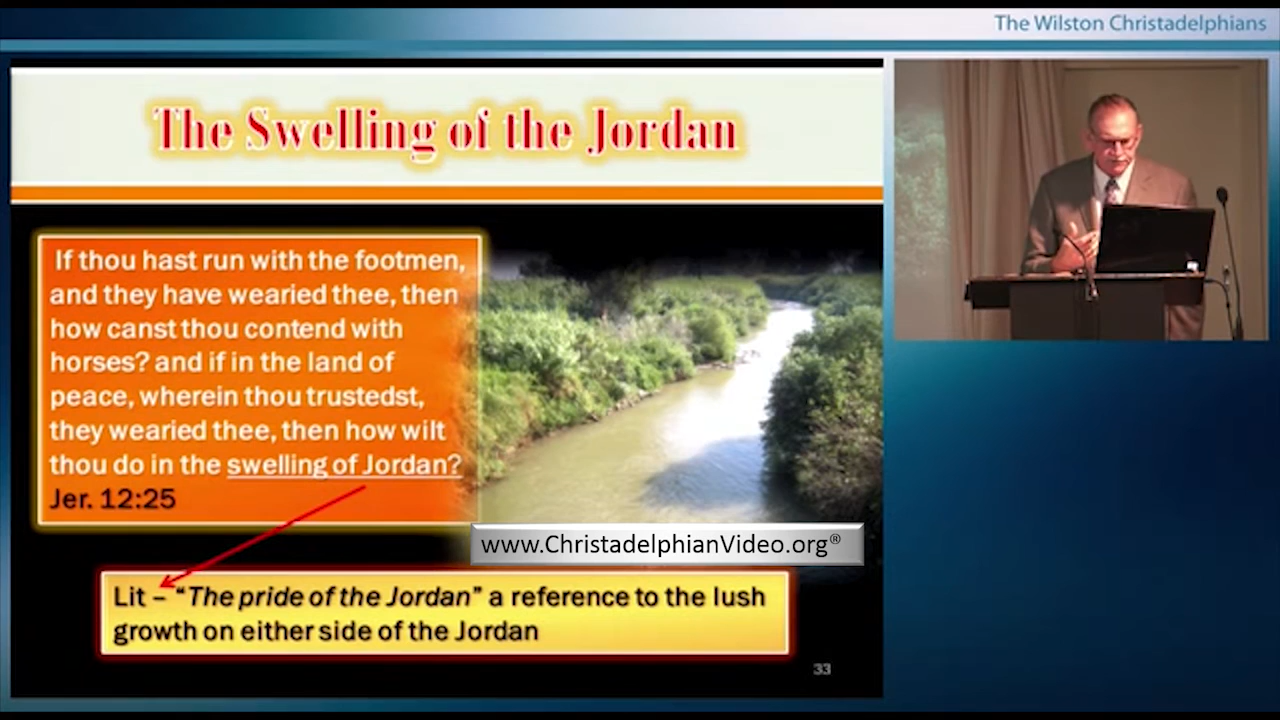 The Wilston Christadelphians
The Swelling of the Jordan
If thou hast run with the footmen,
and they have wearied thee, then
how canst thou contend with
horses? and if in the land of
peace, wherein thou trustedst,
they wearied thee, then how wilt
thou do in the swelling of Jordan?
Jer. 12:25
www.ChristadelphianVideo.org®
Lit – “The pride of the Jordan” a reference to the lush
growth on either side of the Jordan
33